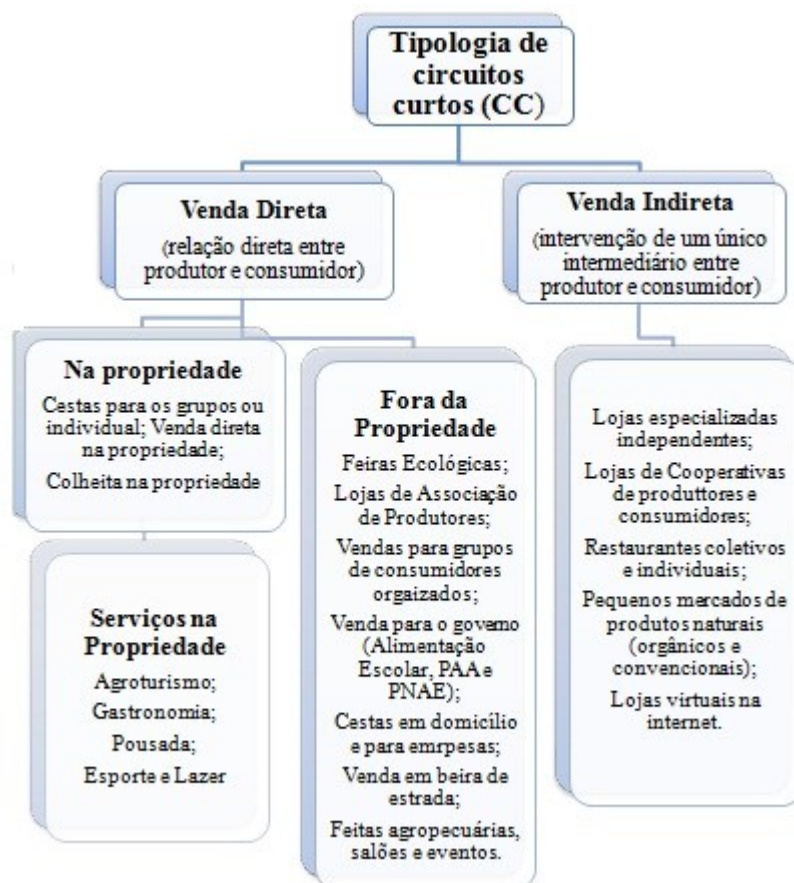 Tipologia de
circuitos
curtos (CC)
Venda Direta
(relação direta entre
produtor e consumidor)
Venda Indireta
(intervenção de um único
intermediário entre
produtor e consumidor)
Na propriedade
Cestas para os grupos ou
individual; Venda direta
na propriedade;
Colheita na propriedade
Serviços na
Propriedade
Agroturismo;
Gastronomia;
Pousada;
Esporte e Lazer
Fora da
Propriedade
Feiras Ecológicas;
Lojas de Associação
de Produtores;
Vendas para grupos
de consumidores
orgaizados;
Venda para o governo
(Alimentação
Escolar, PAA e
PNAE);
Cestas em domicílio
e para emrpesas;
Venda em beira de
estrada;
Feitas agropecuárias,
salões e eventos.
Lojas especializadas
independentes;
Lojas de Cooperativas
de produttores e
consumidores;
Restaurantes coletivos
e individuais;
Pequenos mercados de
produtos naturais
(orgânicos e
convencionais);
Lojas virtuais na
internet.